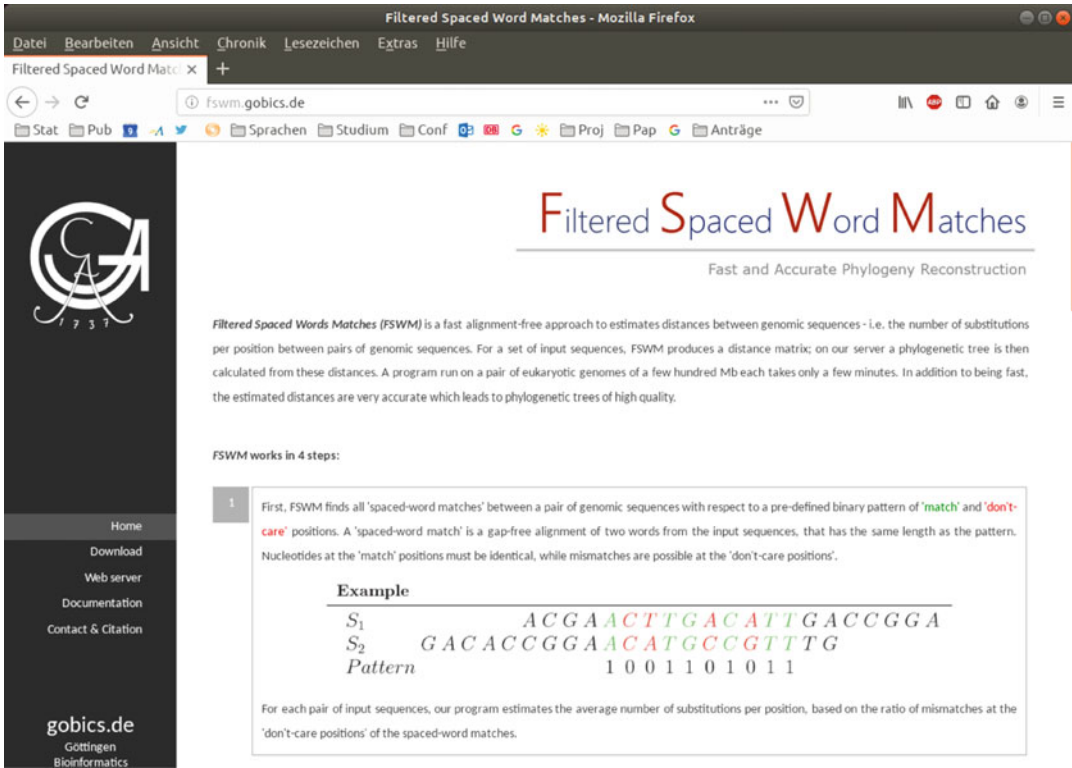 Filtered Spaced Word Matches - Mozilla Firefox
Datei Bearbeiten Ansicht Chronik Lesezeichen Extras Hilfe
Filtered Spaced Word Matc × +
fswm.gobics.de
Stat Pub 9 Sprachen Studium Conf DB G Proj Pap G Anträge
1737
Filtered Spaced Word Matches
Fast and Accurate Phylogeny Reconstruction
Filtered Spaced Words Matches (FSWM) is a fast alignment-free approach to estimates distances between genomic sequences - i.e. the number of substitutions
per position between pairs of genomic sequences. For a set of input sequences, FSWM produces a distance matrix; on our server a phylogenetic tree is then
calculated from these distances. A program run on a pair of eukaryotic genomes of a few hundred Mb each takes only a few minutes. In addition to being fast,
the estimated distances are very accurate which leads to phylogenetic trees of high quality.
FSWM works in 4 steps:
1
First, FSWM finds all 'spaced-word matches' between a pair of genomic sequences with respect to a pre-defined binary pattern of 'match' and 'don't-
care' positions. A 'spaced-word match' is a gap-free alignment of two words from the input sequences, that has the same length as the pattern.
Nucleotides at the 'match' positions must be identical, while mismatches are possible at the 'don't-care positions'.
Example
S1 A C G A A C T T G A C A T T G A C C G G A
S2 G A C A C C G G A A C A T G C C G T T T G
Pattern 1 0 0 1 1 0 1 0 1 1
For each pair of input sequences, our program estimates the average number of substitutions per position, based on the ratio of mismatches at the
'don't-care positions' of the spaced-word matches.
Home
Download
Web server
Documentation
Contact & Citation
gobics.de
Göttingen
Bioinformatics